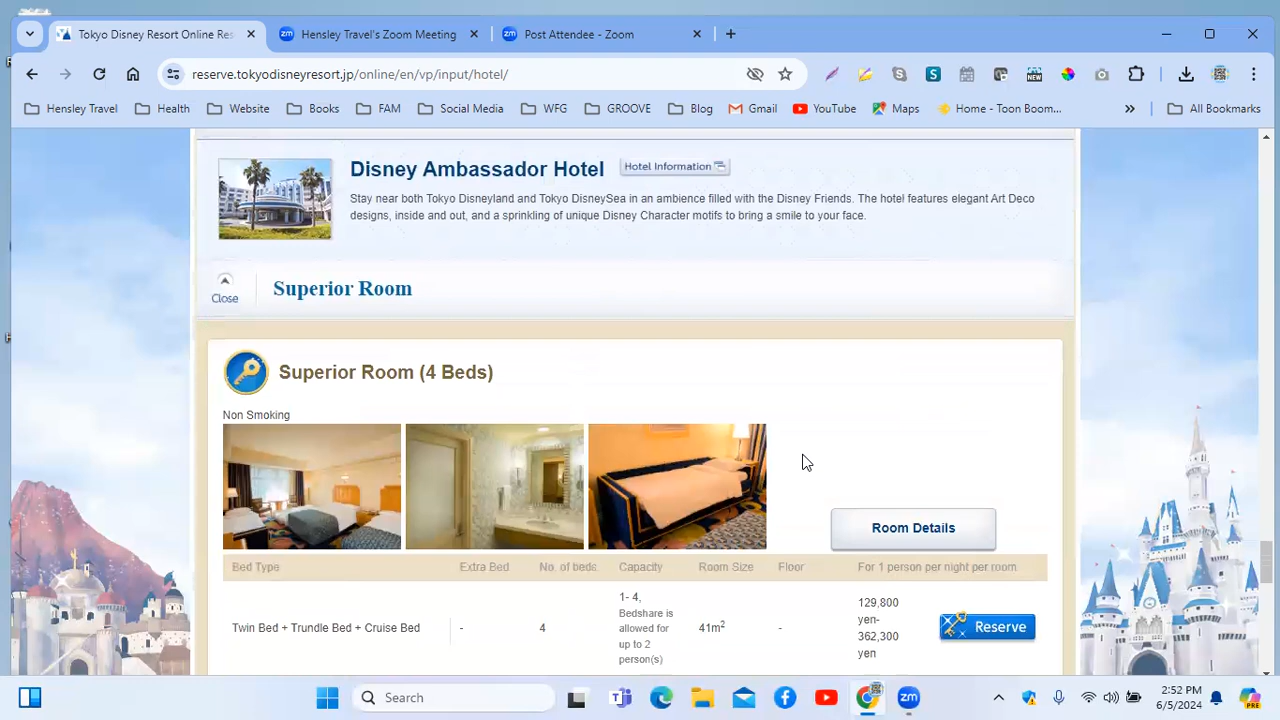 Tokyo Disney Resort Online Res
Hensley Travel's Zoom Meeting
zm
Post Attendee - Zoom
zm
reserve.tokyodisneyresort.jp/online/en/vp/input/hotel/
Hensley Travel
Health
Website
Books
FAM
Social Media
WFG
GROOVE
Blog
Gmail
YouTube
Maps
Home - Toon Boom...
All Bookmarks
Disney Ambassador Hotel
Hotel Information
Stay near both Tokyo Disneyland and Tokyo DisneySea in an ambience filled with the Disney Friends. The hotel features elegant Art Deco
designs, inside and out, and a sprinkling of unique Disney Character motifs to bring a smile to your face.
Close
Superior Room
Superior Room (4 Beds)
Non Smoking
Room Details
Bed Type
Extra Bed
No. of beds
Capacity
Room Size
Floor
For 1 person per night per room
Twin Bed + Trundle Bed + Cruise Bed
-
4
1- 4,
Bedshare is
allowed for
up to 2
person(s)
41m²
-
129,800
yen-
362,300
yen
Reserve
Search
zm
2:52 PM
6/5/2024
PRE